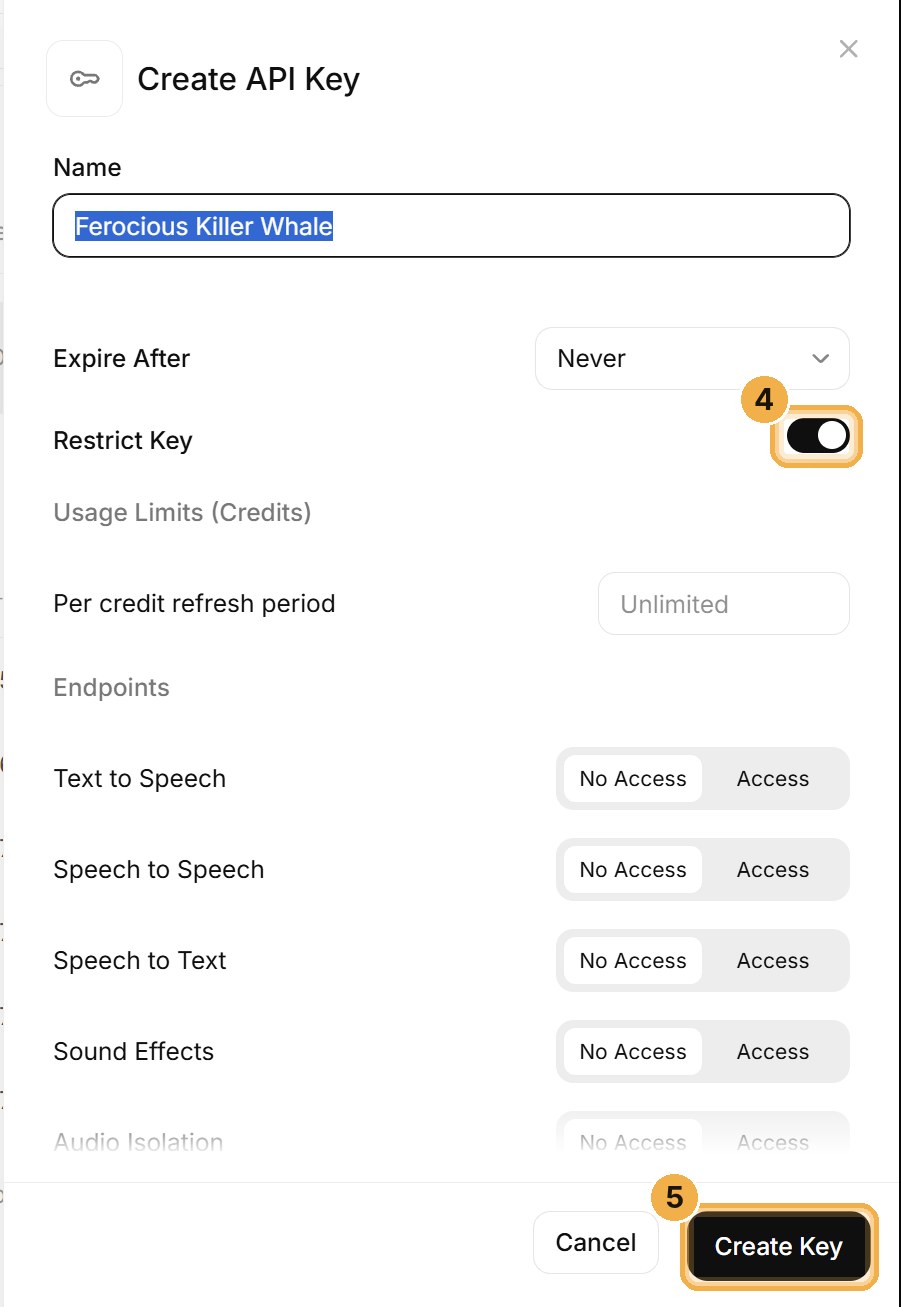 Create API Key
Name
Ferocious Killer Whale
Expire After
Never
4
Restrict Key
Usage Limits (Credits)
Per credit refresh period
Unlimited
Endpoints
Text to Speech
No Access Access
Speech to Speech
No Access Access
Speech to Text
No Access Access
Sound Effects
No Access Access
Audio Isolation
No Access Access
5
Cancel
Create Key